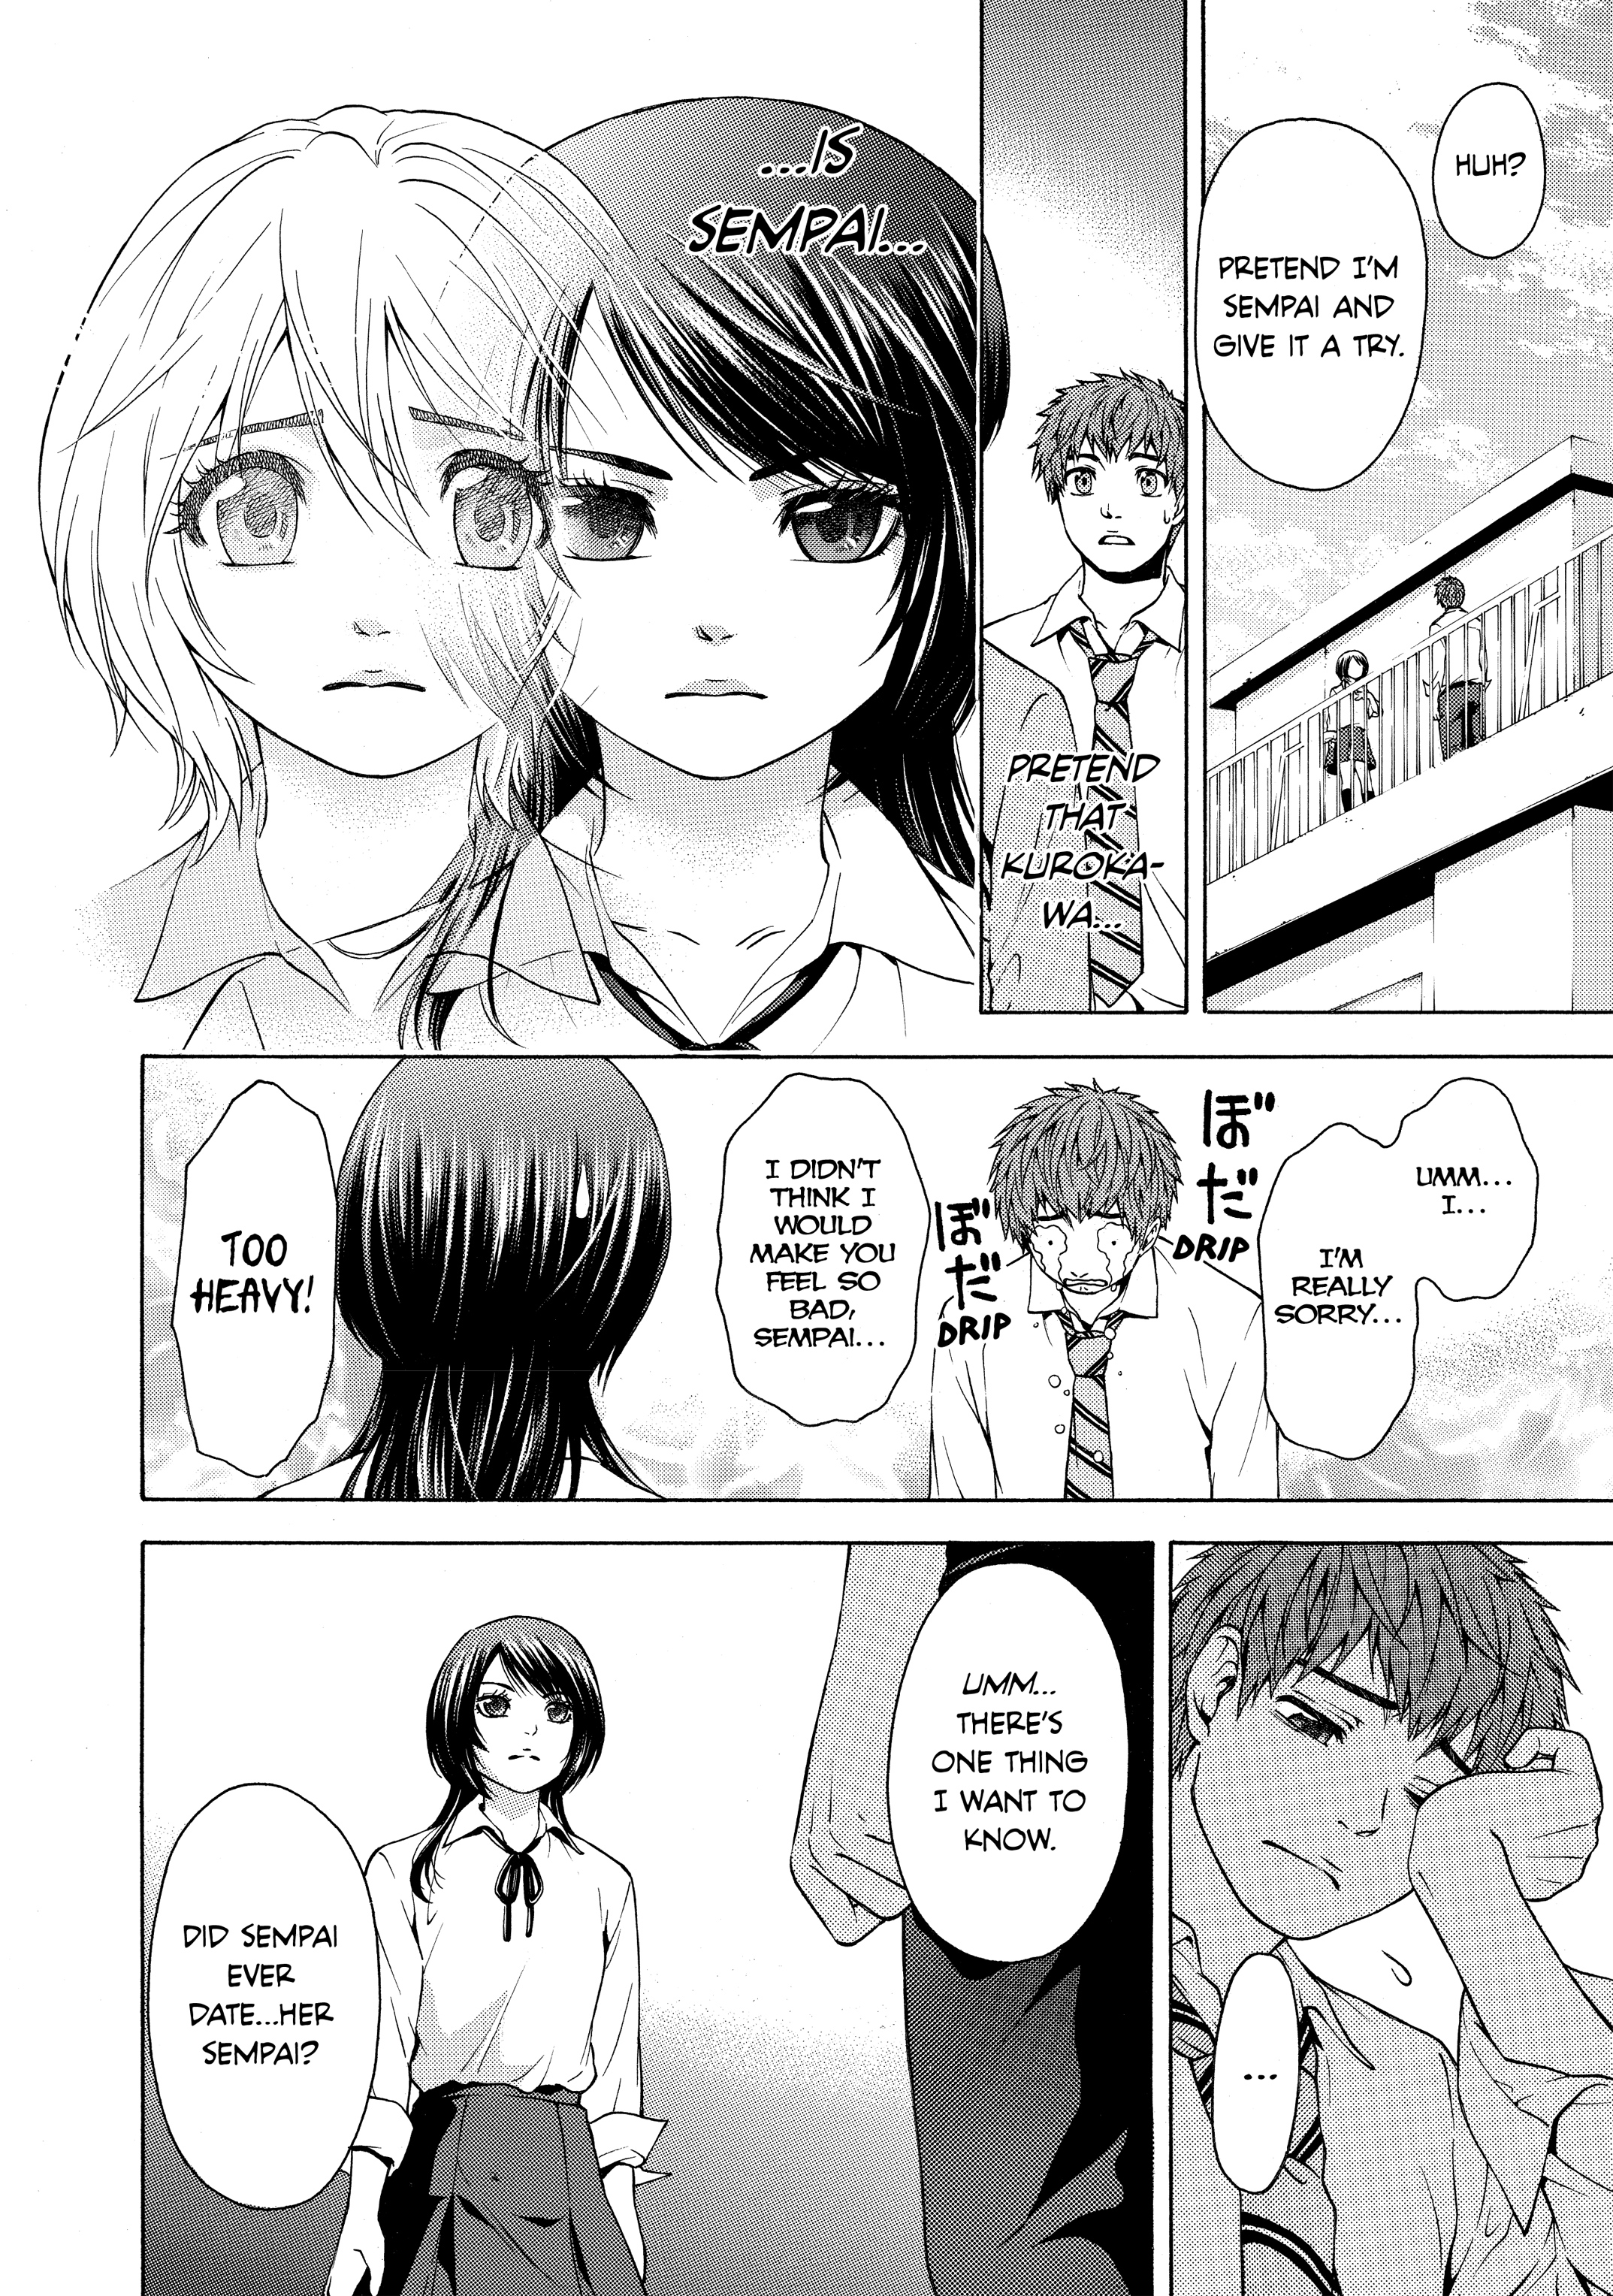 HUH?
PRETEND I'M
SEMPAI AND
GIVE IT A TRY.
PRETEND
THAT
KUROKA-
WA...
...IS
SEMPAI...
UMM...
I...
I'M
REALLY
SORRY...
ぼだ
DRIP
ぼだ
DRIP
I DIDN'T
THINK I
WOULD
MAKE YOU
FEEL SO
BAD,
SEMPAI...
TOO
HEAVY!
...
UMM...
THERE'S
ONE THING
I WANT TO
KNOW.
DID SEMPAI
EVER
DATE...HER
SEMPAI?